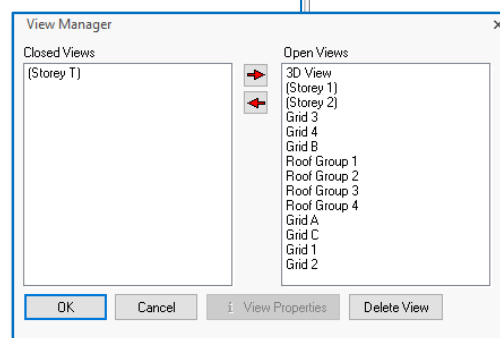 View Manager
Closed Views
Open Views
(Storey T)
3D View
(Storey 1)
(Storey 2)
Grid 3
Grid 4
Grid B
Roof Group 1
Roof Group 2
Roof Group 3
Roof Group 4
Grid A
Grid C
Grid 1
Grid 2
OK
Cancel
i View Properties
Delete View